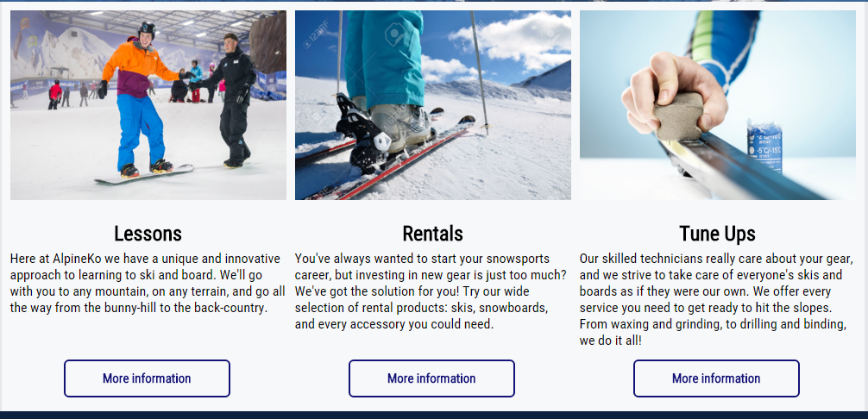 Lessons
Here at AlpineKo we have a unique and innovative
approach to learning to ski and board. We'll go
with you to any mountain, on any terrain, and go all
the way from the bunny-hill to the back-country.
More information
Rentals
You've always wanted to start your snowsports
career, but investing in new gear is just too much?
We've got the solution for you! Try our wide
selection of rental products: skis, snowboards,
and every accessory you could need.
More information
-5°C/-15°C
Tune Ups
Our skilled technicians really care about your gear,
and we strive to take care of everyone's skis and
boards as if they were our own. We offer every
service you need to get ready to hit the slopes.
From waxing and grinding, to drilling and binding,
we do it all!
More information